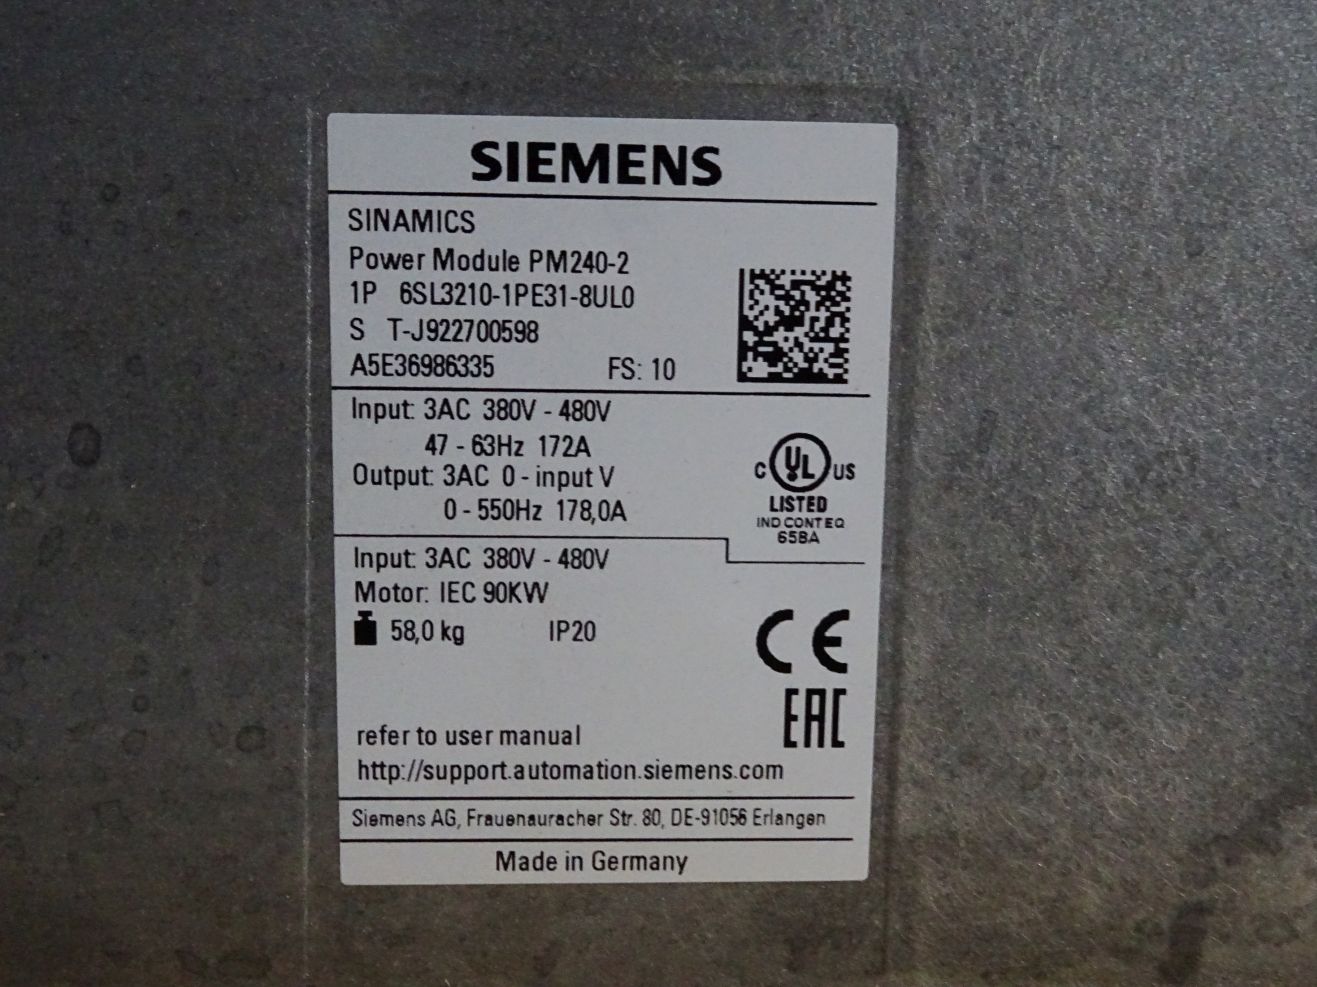 SIEMENS
SINAMICS
Power Module PM240-2
1P 6SL3210-1PE31-8UL0
S T-J922700598
A5E36986335 FS: 10
Input: 3AC 380V - 480V
47 - 63Hz 172A
Output: 3AC 0 - input V
0 - 550Hz 178,0A
C UL US
LISTED
IND CONT EQ
65BA
Input: 3AC 380V - 480V
Motor: IEC 90KW
58,0 kg IP20
CE
EAC
refer to user manual
http://support.automation.siemens.com
Siemens AG, Frauenauracher Str. 80, DE-91056 Erlangen
Made in Germany